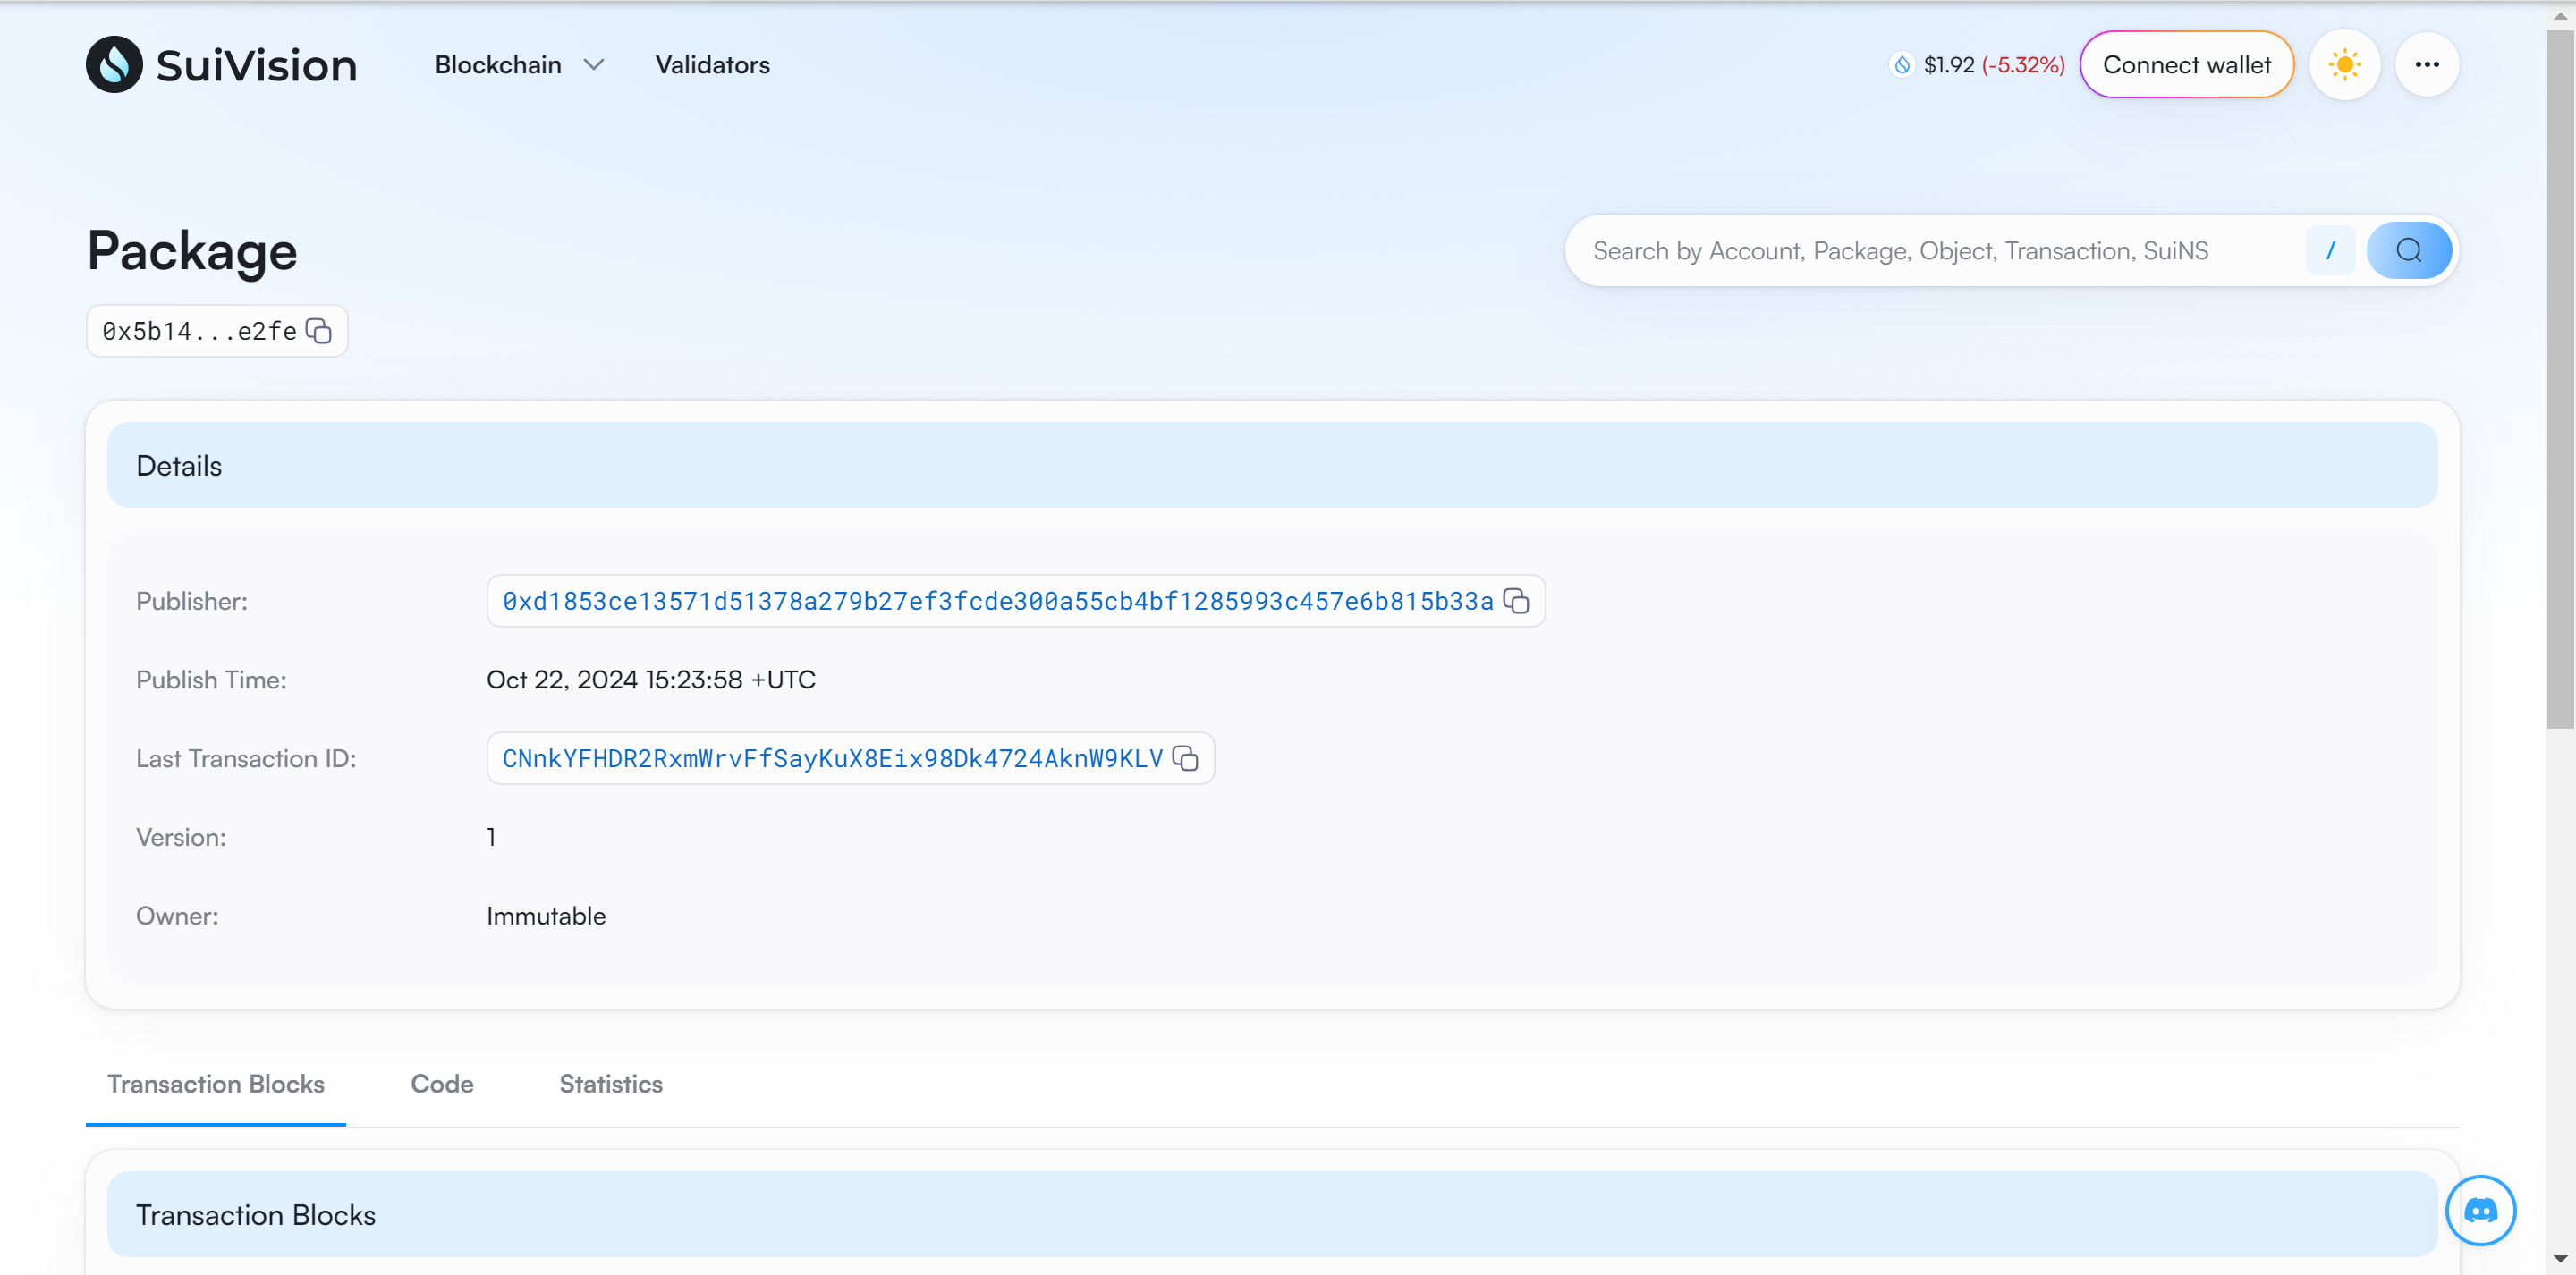 SuiVision
Blockchain
Validators
$1.92 (-5.32%)
Connect wallet
Package
Search by Account, Package, Object, Transaction, SuiNS
/
0x5b14...e2fe
Details
Publisher:
0xd1853ce13571d51378a279b27ef3fcde300a55cb4bf1285993c457e6b815b33a
Publish Time:
Oct 22, 2024 15:23:58 +UTC
Last Transaction ID:
CNnkYFHDR2RxmWrvFfSayKuX8Eix98Dk4724AknW9KLV
Version:
1
Owner:
Immutable
Transaction Blocks
Code
Statistics
Transaction Blocks